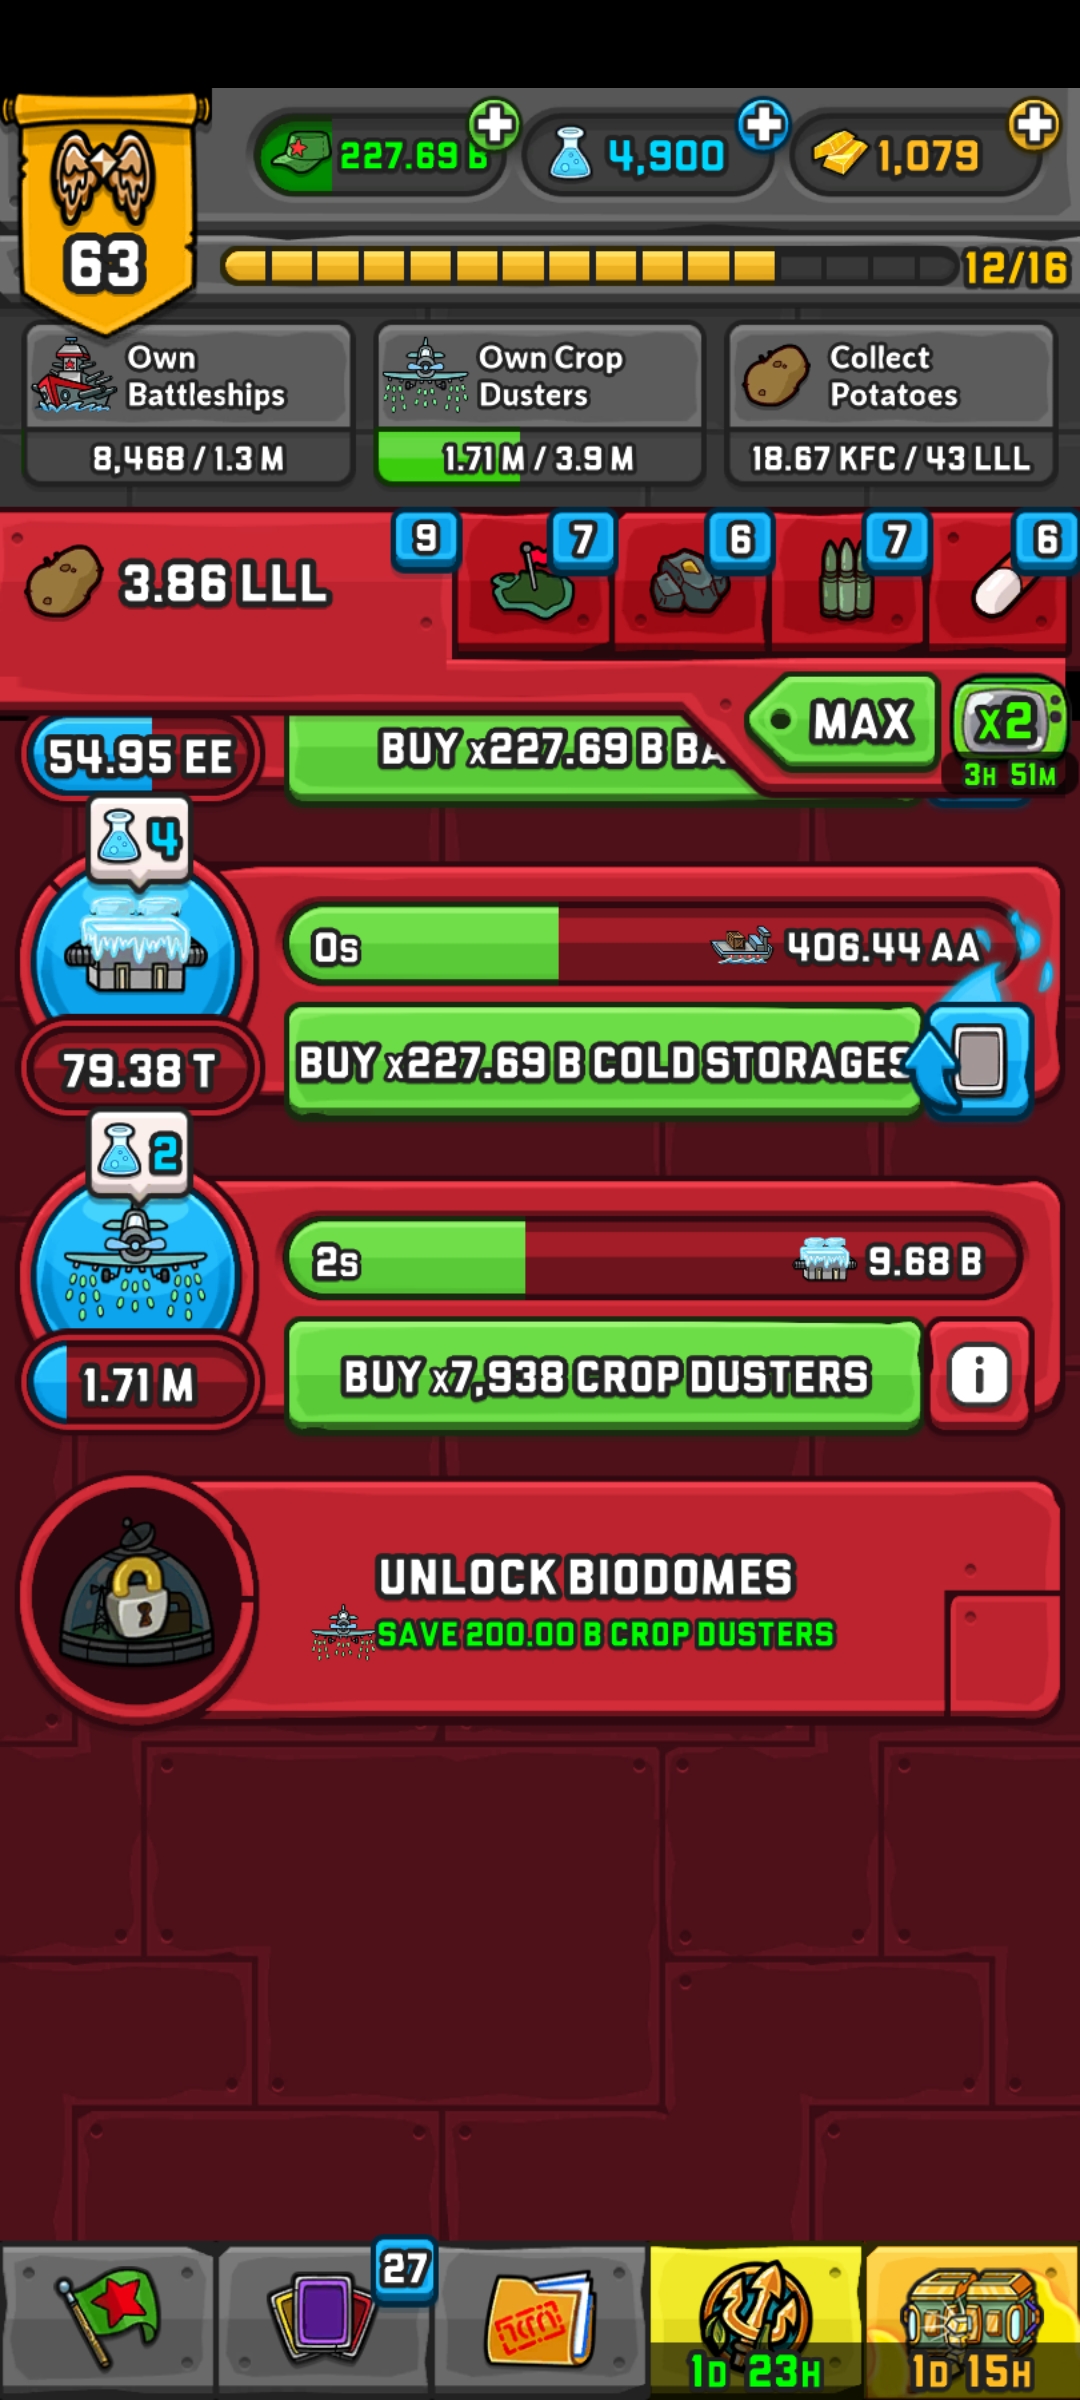 63
227.69 B
4,900
1,079
12/16
Own
Battleships
8,468 / 1.3 M
Own Crop
Dusters
1.71 M / 3.9 M
Collect
Potatoes
18.67 KFC / 43 LLL
3.86 LLL
9
7
6
7
6
MAX
x2
3H 51M
54.95 EE
BUY x227.69 B BA
4
0s
406.44 AA
79.38 T
BUY x227.69 B COLD STORAGES
2
2s
9.68 B
1.71 M
BUY x7,938 CROP DUSTERS
i
UNLOCK BIODOMES
SAVE 200.00 B CROP DUSTERS
27
1D 23H
1D 15H